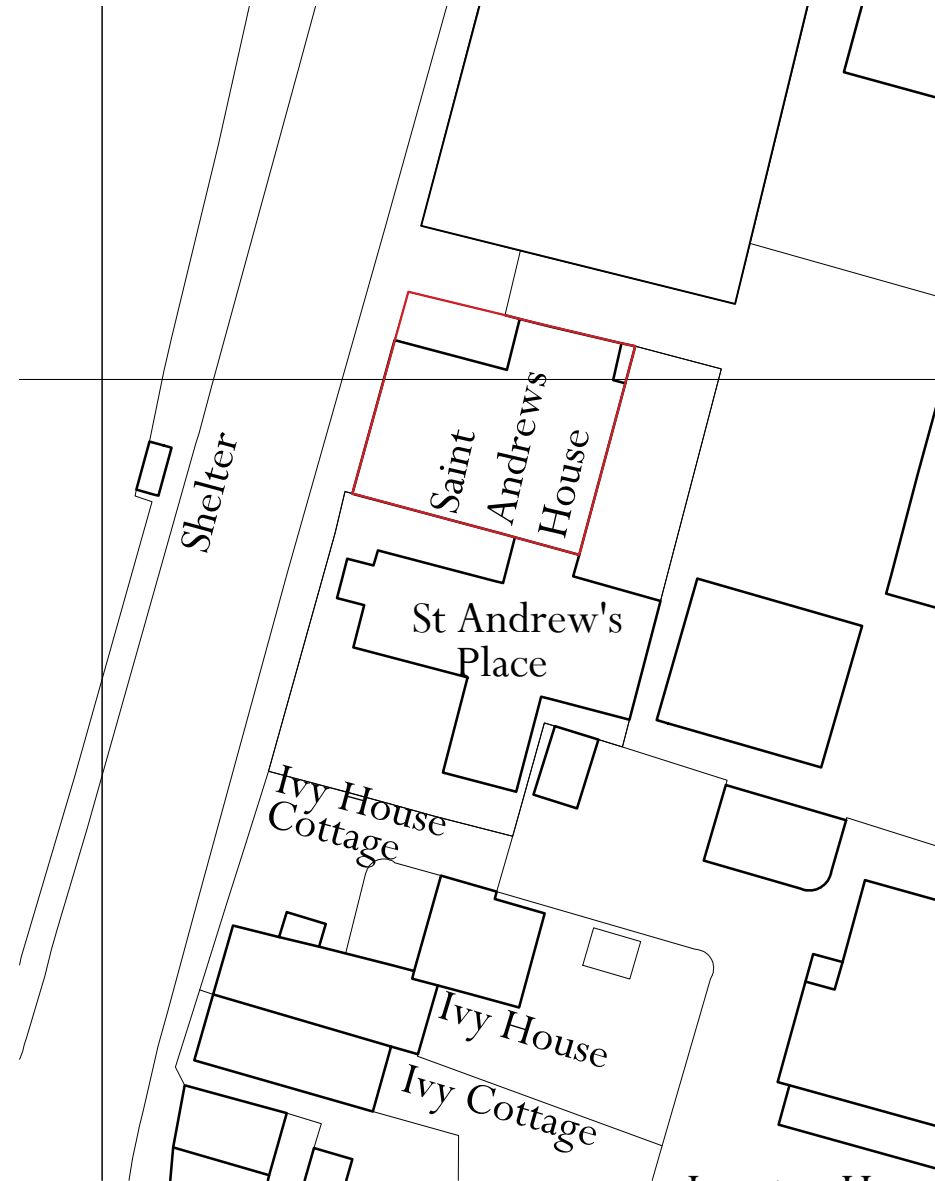 Saint
Andrews
House
Shelter
St Andrew's
Place
Ivy House
Cottage
Ivy House
Ivy Cottage